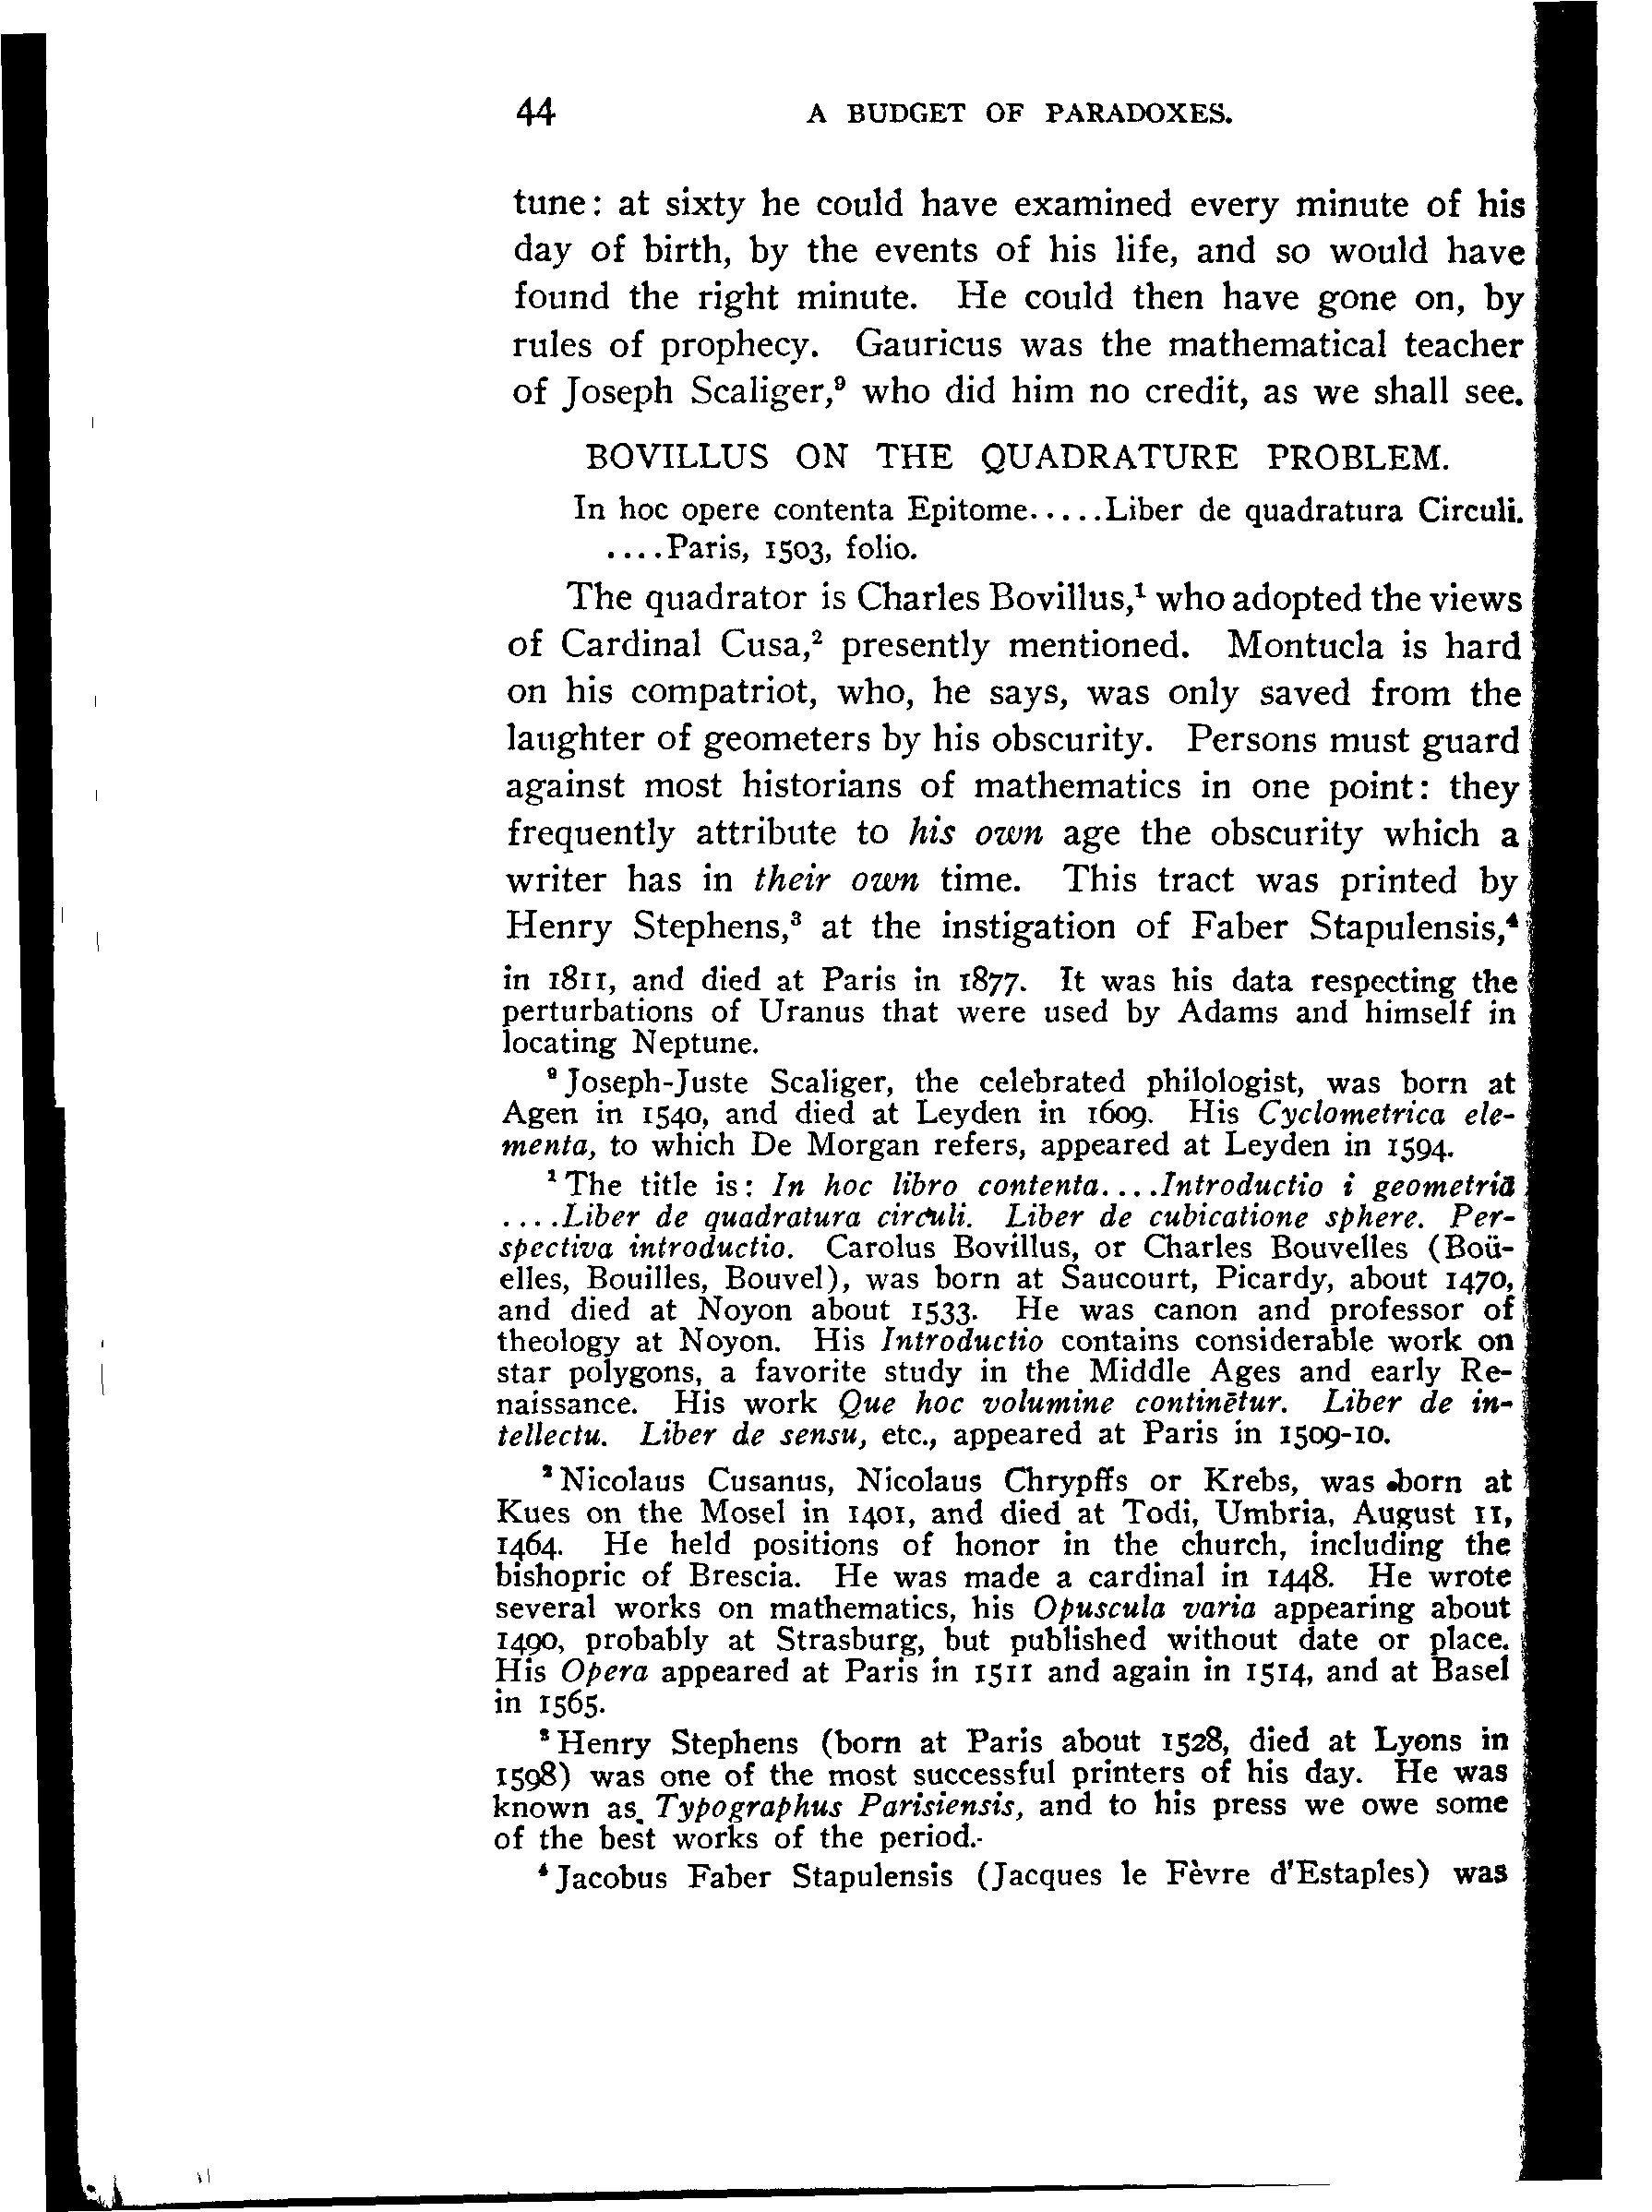 44 A BUDGET OF PARADOXES.
tune: at sixty he could have examined every minute of his
day of birth, by the events of his life, and so would have
found the right minute. He could then have gone on, by
rules of prophecy. Gauricus was the mathematical teacher
of Joseph Scaliger,⁹ who did him no credit, as we shall see.
BOVILLUS ON THE QUADRATURE PROBLEM.
In hoc opere contenta Epitome.....Liber de quadratura Circuli.
....Paris, 1503, folio.
The quadrator is Charles Bovillus,¹ who adopted the views
of Cardinal Cusa,² presently mentioned. Montucla is hard
on his compatriot, who, he says, was only saved from the
laughter of geometers by his obscurity. Persons must guard
against most historians of mathematics in one point: they
frequently attribute to his own age the obscurity which a
writer has in their own time. This tract was printed by
Henry Stephens,³ at the instigation of Faber Stapulensis,⁴
in 1811, and died at Paris in 1877. It was his data respecting the
perturbations of Uranus that were used by Adams and himself in
locating Neptune.
⁹ Joseph-Juste Scaliger, the celebrated philologist, was born at
Agen in 1540, and died at Leyden in 1609. His Cyclometrica ele-
menta, to which De Morgan refers, appeared at Leyden in 1594.
¹ The title is: In hoc libro contenta....Introductio i geometriā
....Liber de quadratura circuli. Liber de cubicatione sphere. Per-
spectiva introductio. Carolus Bovillus, or Charles Bouvelles (Boü-
elles, Bouilles, Bouvel), was born at Saucourt, Picardy, about 1470,
and died at Noyon about 1533. He was canon and professor of
theology at Noyon. His Introductio contains considerable work on
star polygons, a favorite study in the Middle Ages and early Re-
naissance. His work Que hoc volumine continētur. Liber de in-
tellectu. Liber de sensu, etc., appeared at Paris in 1509-10.
² Nicolaus Cusanus, Nicolaus Chrypffs or Krebs, was born at
Kues on the Mosel in 1401, and died at Todi, Umbria, August 11,
1464. He held positions of honor in the church, including the
bishopric of Brescia. He was made a cardinal in 1448. He wrote
several works on mathematics, his Opuscula varia appearing about
1490, probably at Strasburg, but published without date or place.
His Opera appeared at Paris in 1511 and again in 1514, and at Basel
in 1565.
³ Henry Stephens (born at Paris about 1528, died at Lyons in
1598) was one of the most successful printers of his day. He was
known as Typographus Parisiensis, and to his press we owe some
of the best works of the period.
⁴ Jacobus Faber Stapulensis (Jacques le Fèvre d'Estaples) was